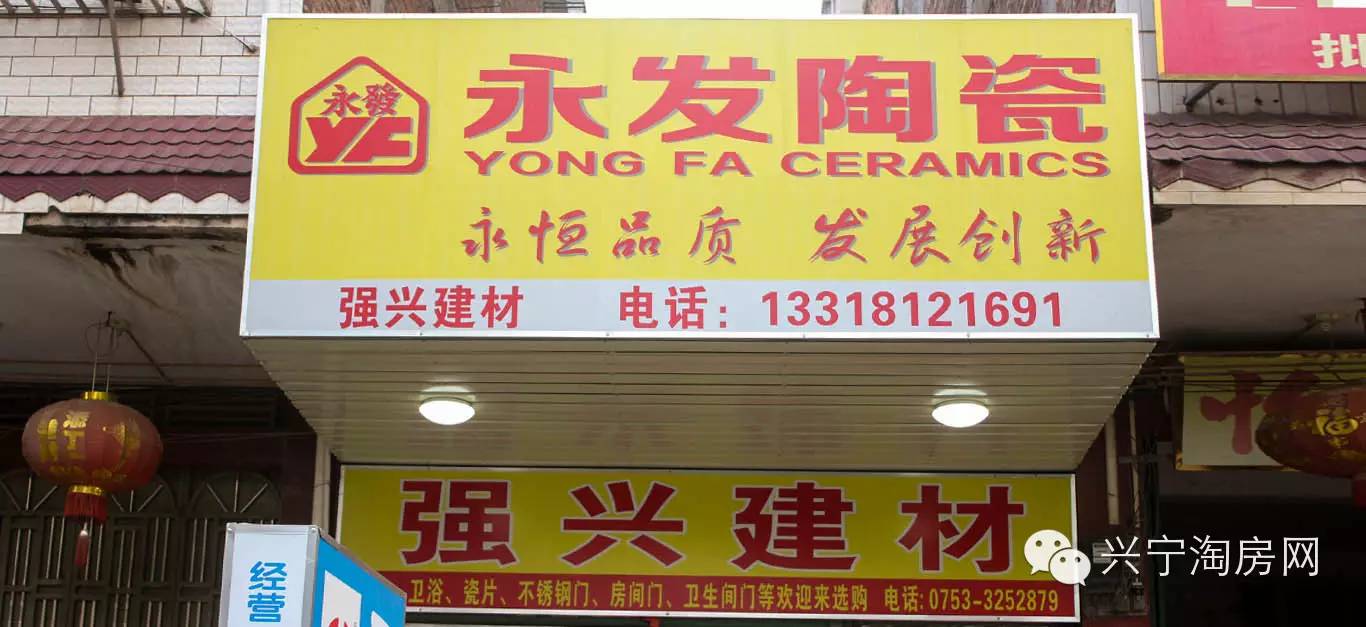 批
永發
YF
永发陶瓷
YONG FA CERAMICS
永恒品质 发展创新
强兴建材 电话：13318121691
福
强兴建材
卫浴、瓷片、不锈钢门、房间门、卫生间门等欢迎来选购 电话:0753-3252879
经营
兴宁淘房网